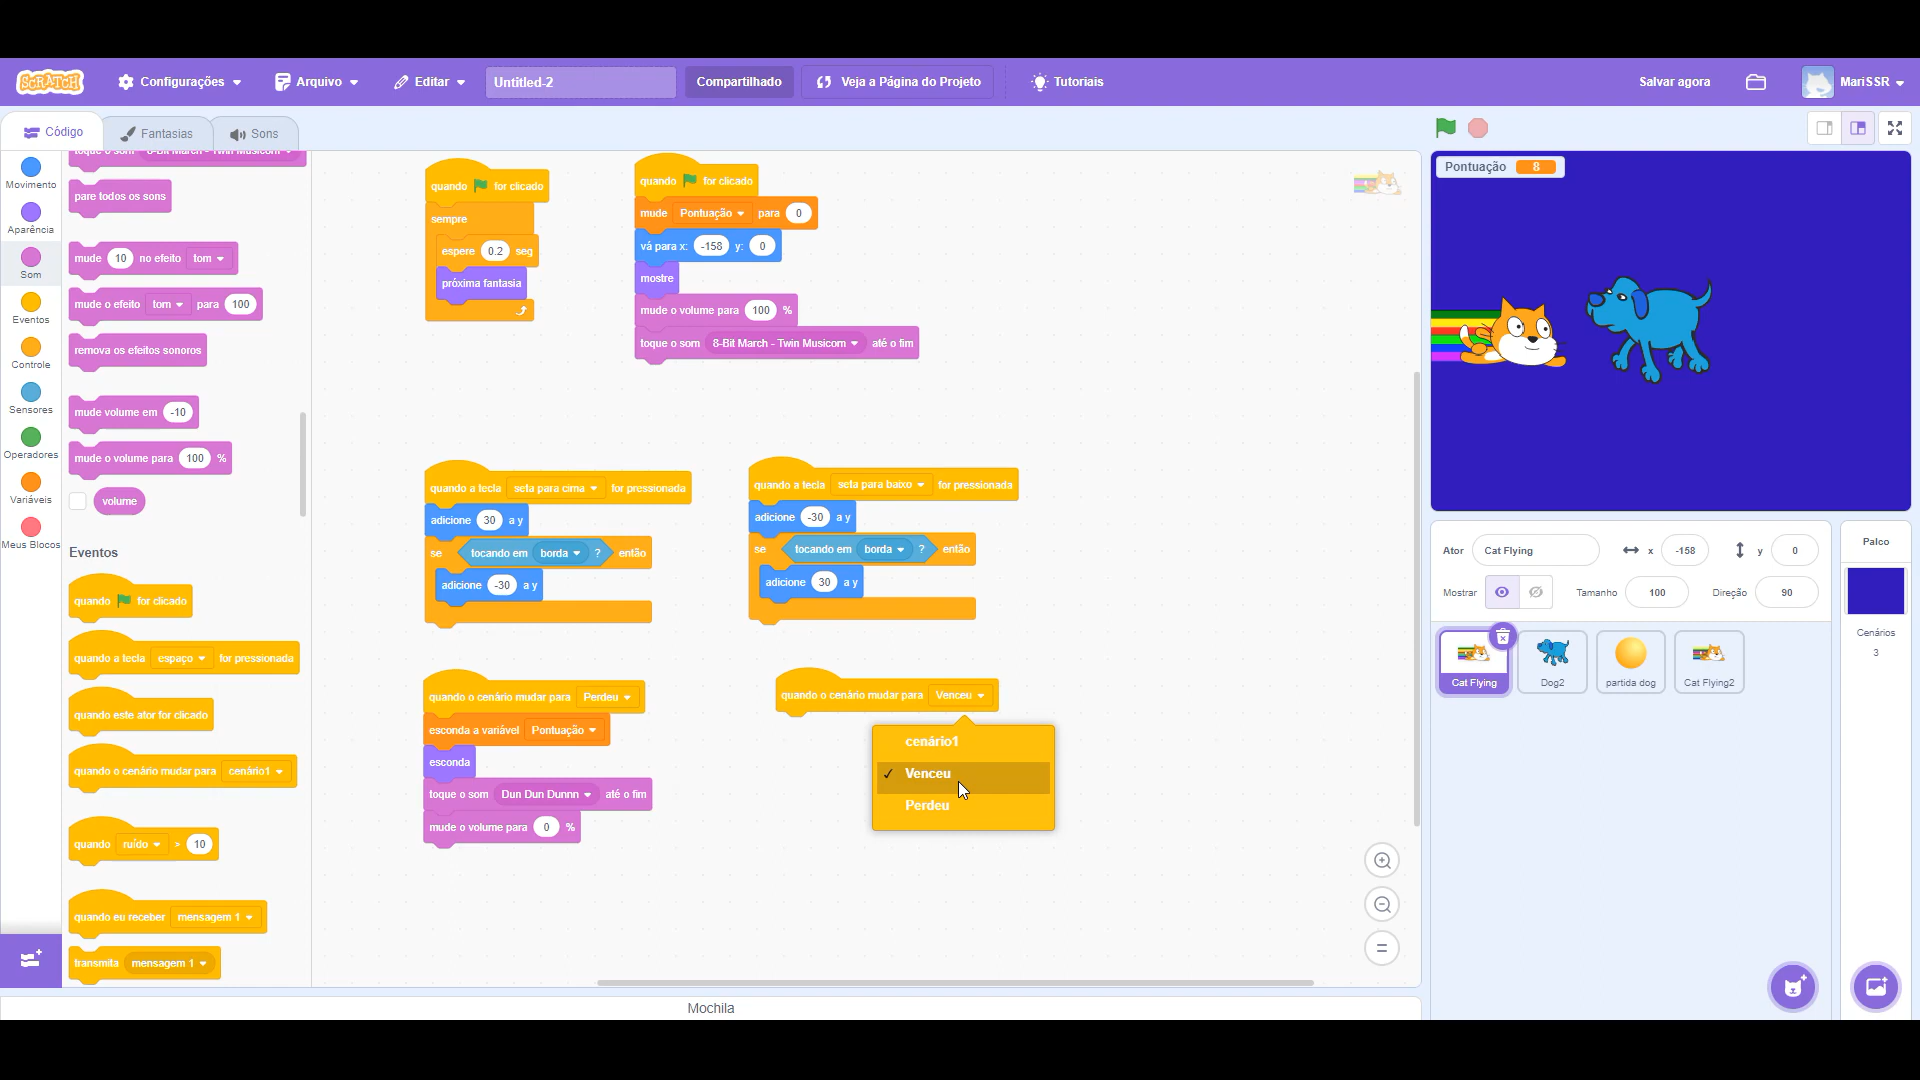 SCRATCH
Configurações
Arquivo
Editar
Untitled-2
Compartilhado
Veja a Página do Projeto
Tutoriais
Salvar agora
MariSSR
Código
Fantasias
Sons
Movimento
Aparência
Som
Eventos
Controle
Sensores
Operadores
Variáveis
Meus Blocos
toque o som 8-Bit March - Twin Musicom
pare todos os sons
mude 10 no efeito tom
mude o efeito tom para 100
remova os efeitos sonoros
mude volume em -10
mude o volume para 100 %
volume
Eventos
quando for clicado
quando a tecla espaço for pressionada
quando este ator for clicado
quando o cenário mudar para cenário1
quando ruído > 10
quando eu receber mensagem 1
transmita mensagem 1
quando for clicado
sempre
espere 0.2 seg
próxima fantasia
quando for clicado
mude Pontuação para 0
vá para x: -158 y: 0
mostre
mude o volume para 100 %
toque o som 8-Bit March - Twin Musicom até o fim
quando a tecla seta para cima for pressionada
adicione 30 a y
se tocando em borda ? então
adicione -30 a y
quando a tecla seta para baixo for pressionada
adicione -30 a y
se tocando em borda ? então
adicione 30 a y
quando o cenário mudar para Perdeu
esconda a variável Pontuação
esconda
toque o som Dun Dun Dunnn até o fim
mude o volume para 0 %
quando o cenário mudar para Venceu
cenário1
✓ Venceu
Perdeu
Pontuação 8
Ator Cat Flying x -158 y 0
Mostrar Tamanho 100 Direção 90
Cat Flying
Dog2
partida dog
Cat Flying2
Palco
Cenários
3
Mochila